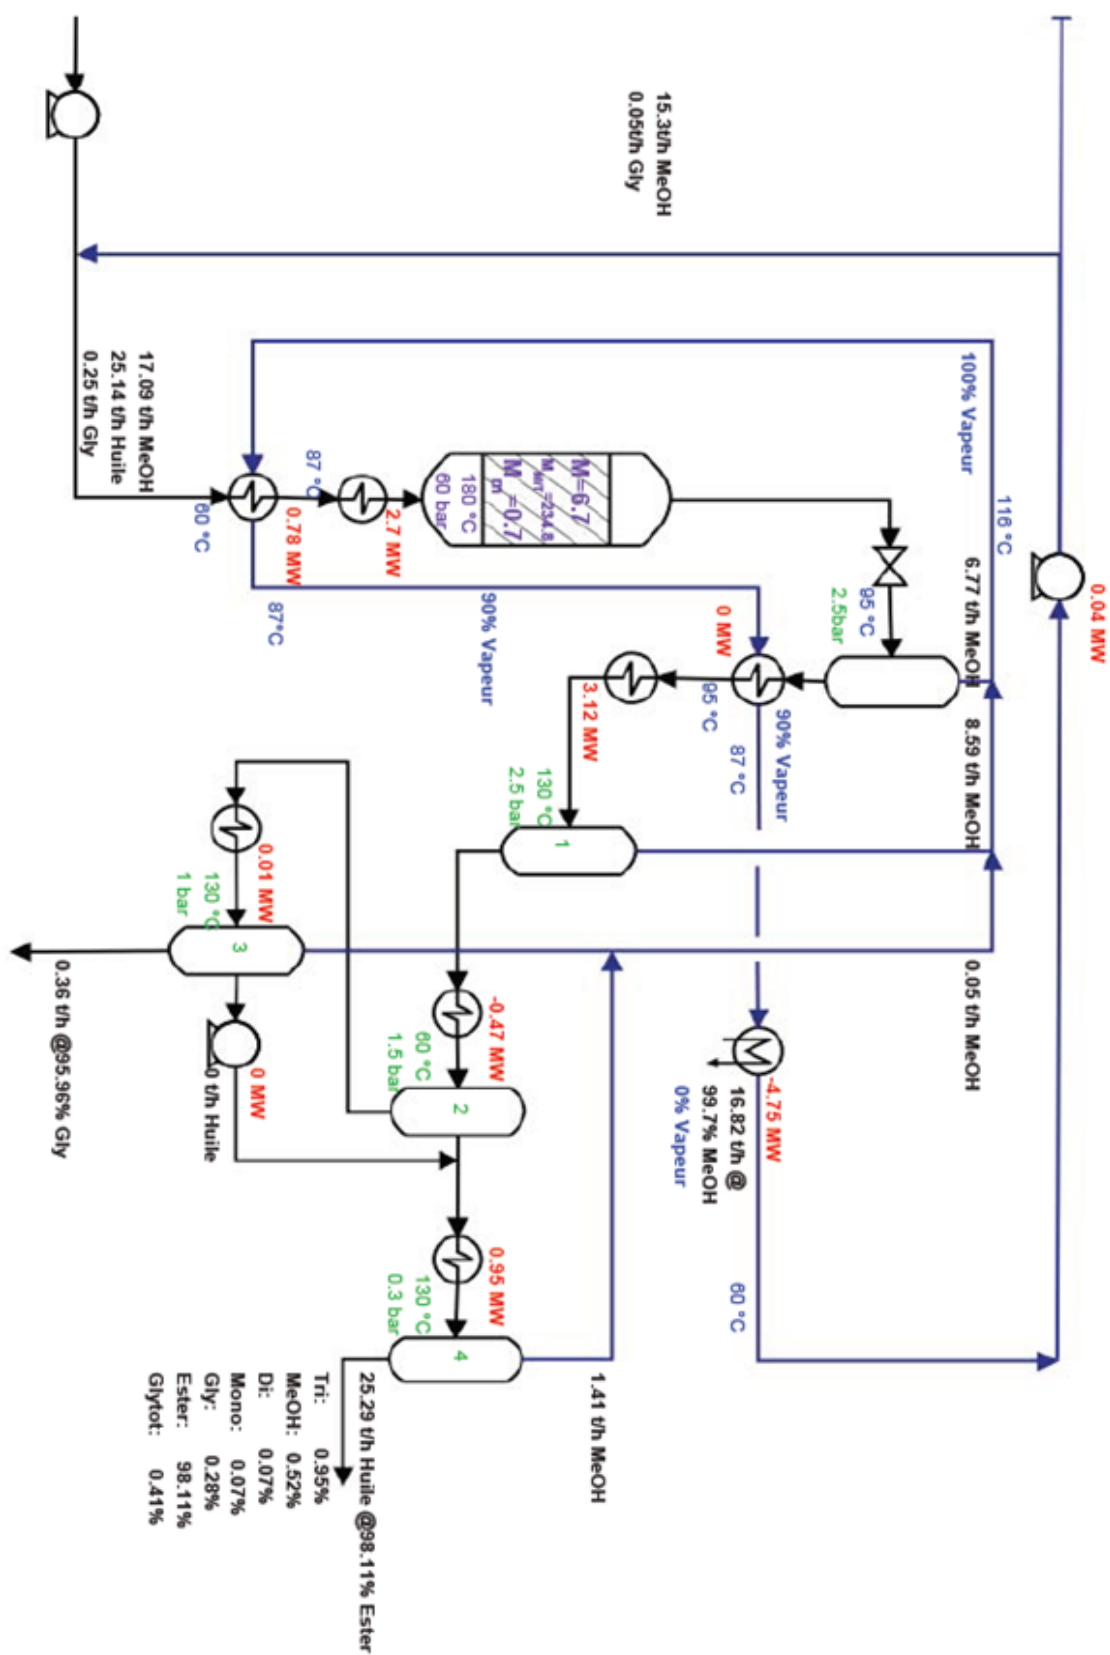 15.3t/h MeOH
0.05t/h Gly
17.09 t/h MeOH
25.14 t/h Huile
0.25 t/h Gly
60 °C
0.78 MW
87 °C
2.7 MW
M=6.7
M =234.8
M =0.7
180 °C
60 bar
100% Vapeur
116 °C
87°C
90% Vapeur
95 °C
2.5bar
6.77 t/h MeOH
0.04 MW
0 MW
95 °C
90% Vapeur
87 °C
3.12 MW
8.59 t/h MeOH
130 °C
2.5 bar
1
0.01 MW
130 °C
1 bar
3
0.05 t/h MeOH
-0.47 MW
60 °C
1.5 bar
2
0 MW
0 t/h Huile
0.36 t/h @95.96% Gly
-4.75 MW
16.82 t/h @
99.7% MeOH
0% Vapeur
60 °C
0.95 MW
130 °C
0.3 bar
4
1.41 t/h MeOH
25.29 t/h Huile @98.11% Ester
Tri: 0.95%
MeOH: 0.52%
Di: 0.07%
Mono: 0.07%
Gly: 0.28%
Ester: 98.11%
Glytot: 0.41%